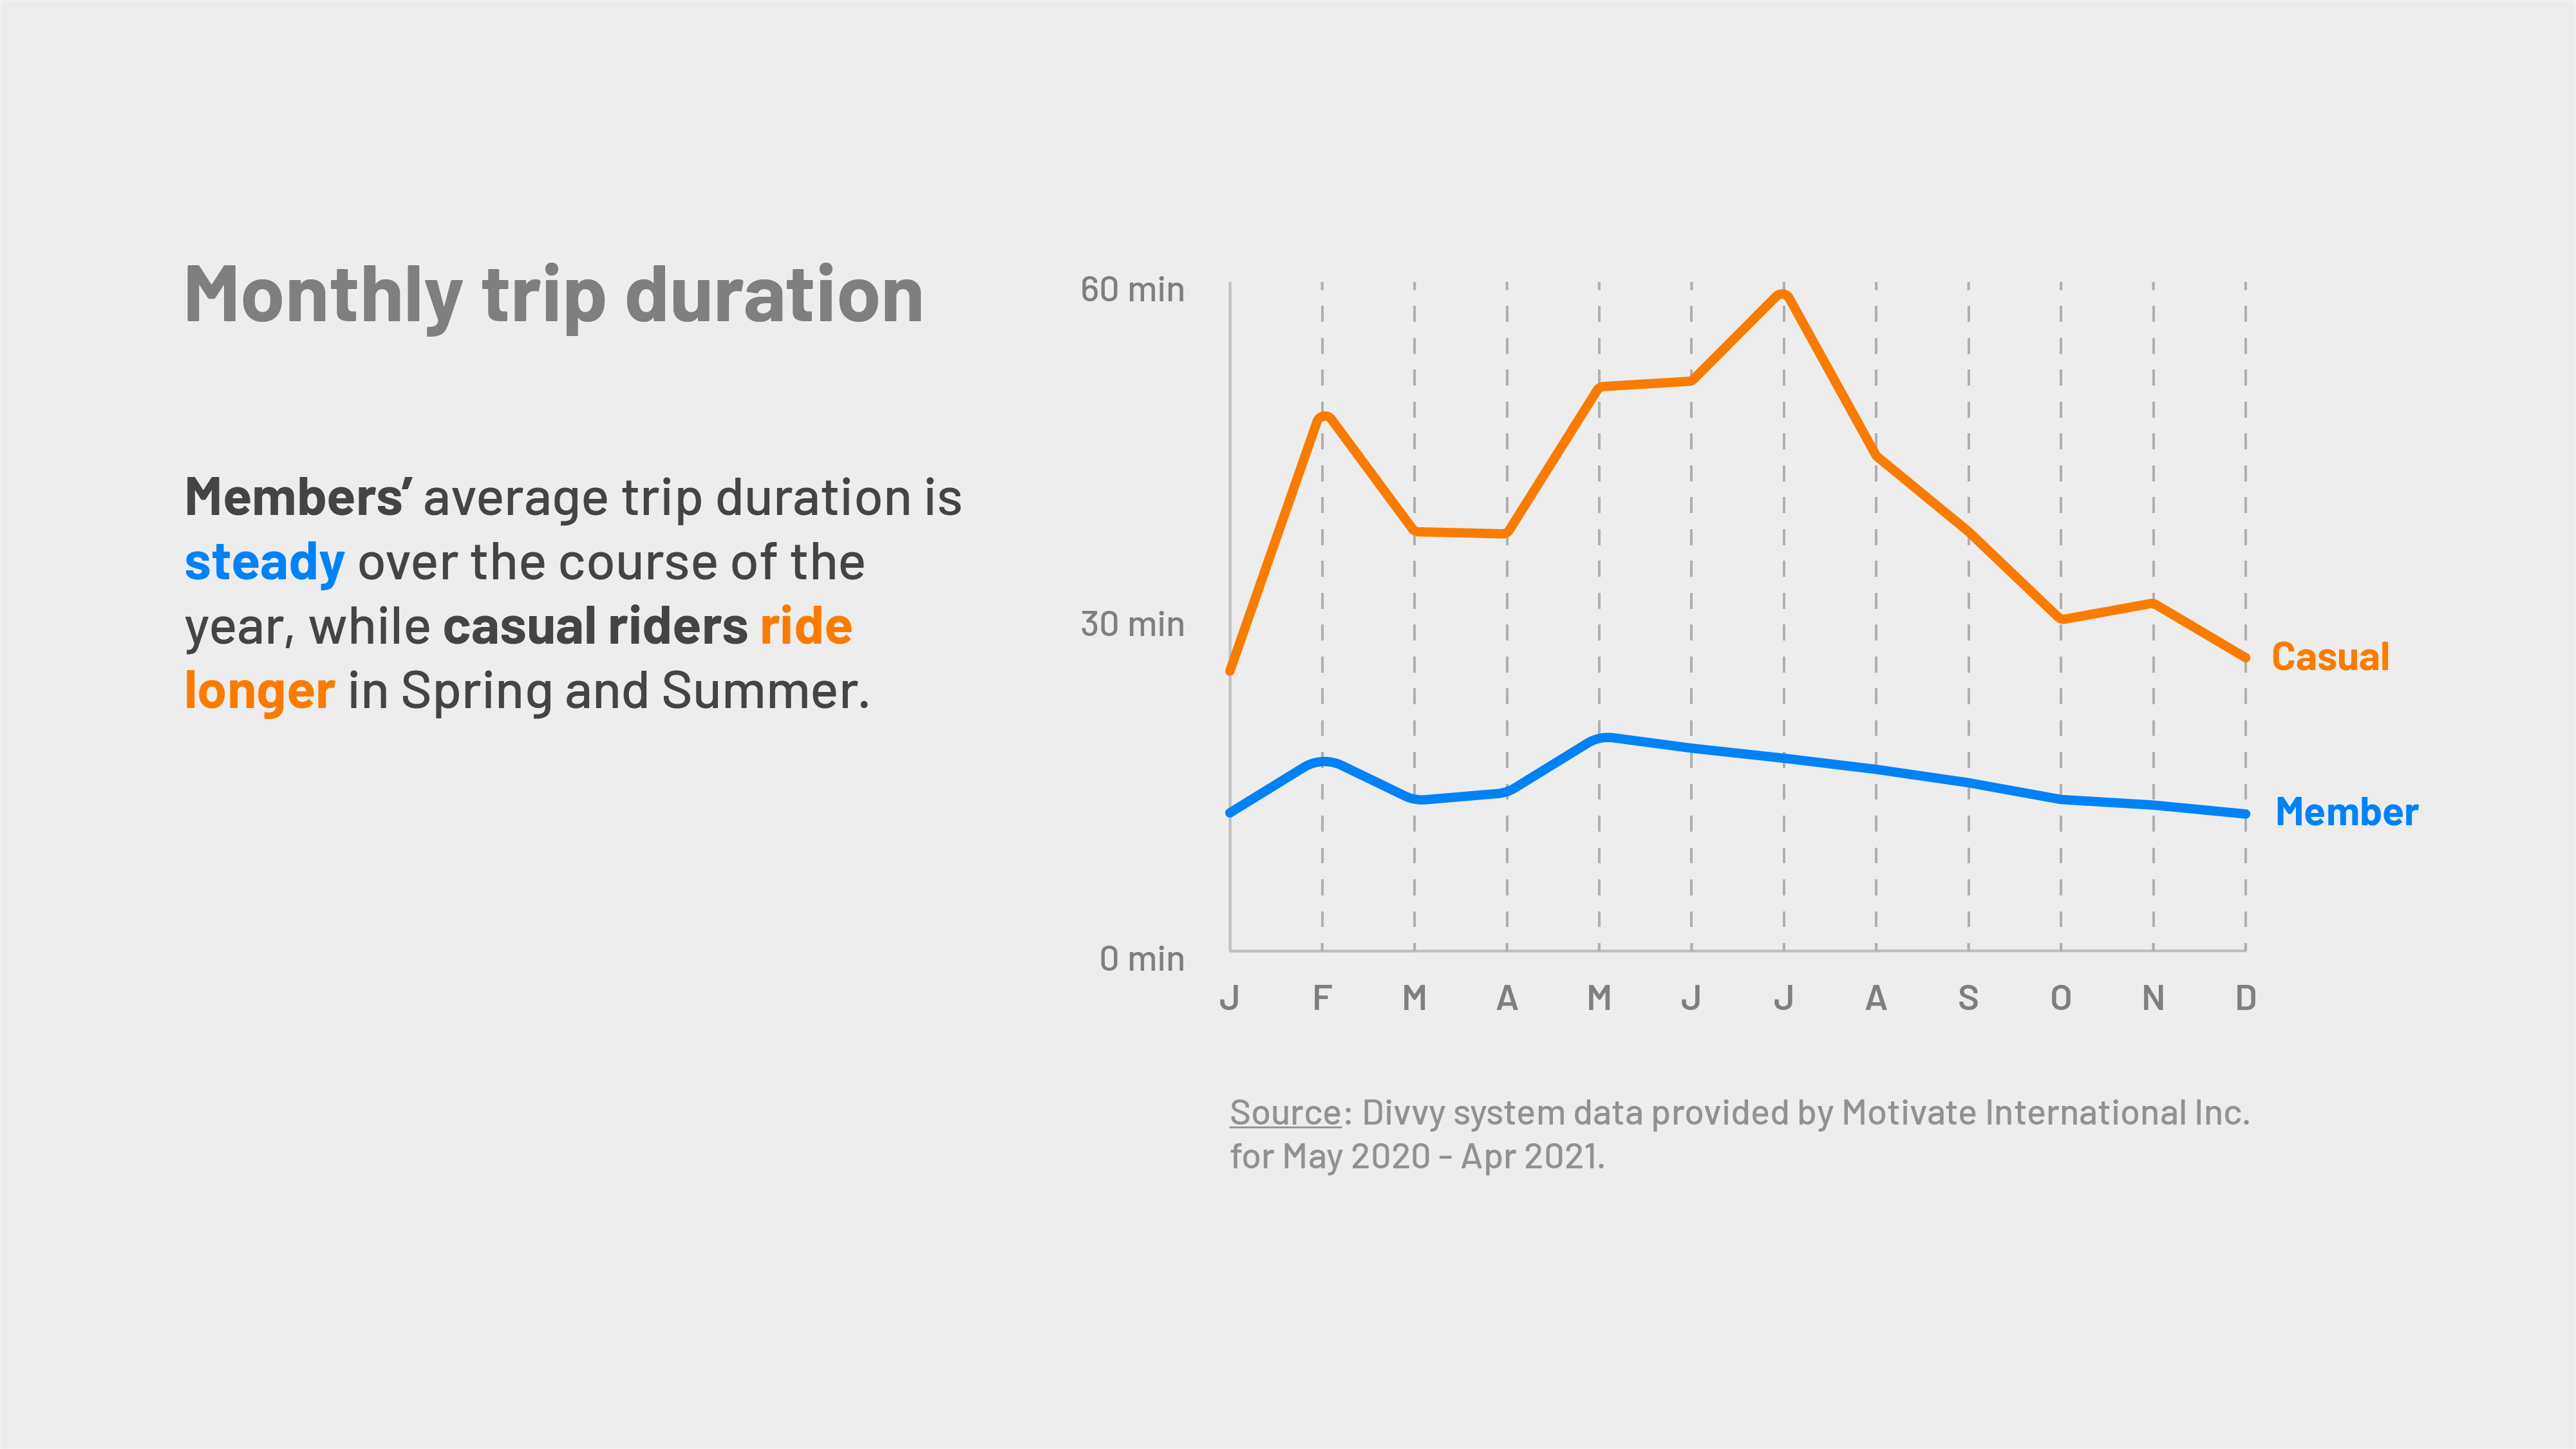 Monthly trip duration
Members’ average trip duration is
steady over the course of the
year, while casual riders ride
longer in Spring and Summer.
60 min
30 min
0 min
Casual
Member
J F M A M J J A S O N D
Source: Divvy system data provided by Motivate International Inc.
for May 2020 - Apr 2021.